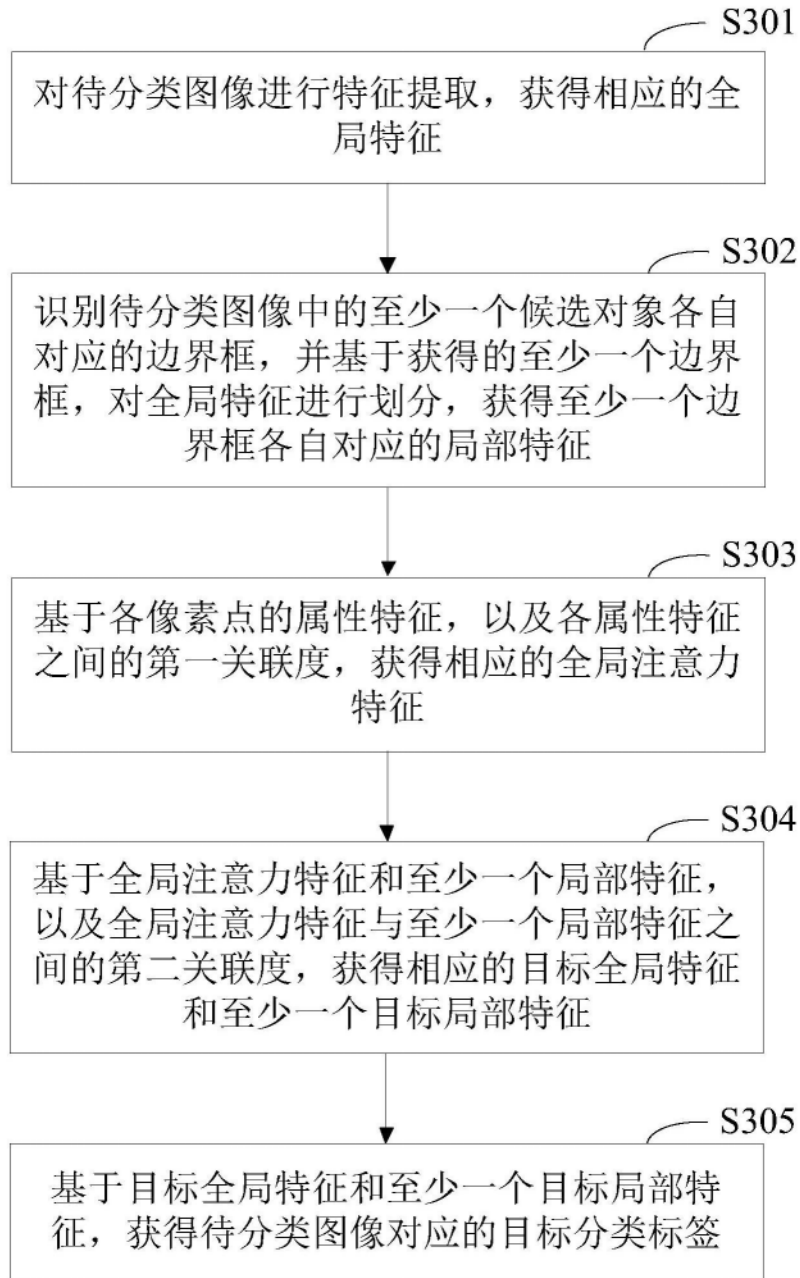 S301
对待分类图像进行特征提取，获得相应的全
局特征
S302
识别待分类图像中的至少一个候选对象各自
对应的边界框，并基于获得的至少一个边界
框，对全局特征进行划分，获得至少一个边
界框各自对应的局部特征
S303
基于各像素点的属性特征，以及各属性特征
之间的第一关联度，获得相应的全局注意力
特征
S304
基于全局注意力特征和至少一个局部特征，
以及全局注意力特征与至少一个局部特征之
间的第二关联度，获得相应的目标全局特征
和至少一个目标局部特征
S305
基于目标全局特征和至少一个目标局部特
征，获得待分类图像对应的目标分类标签